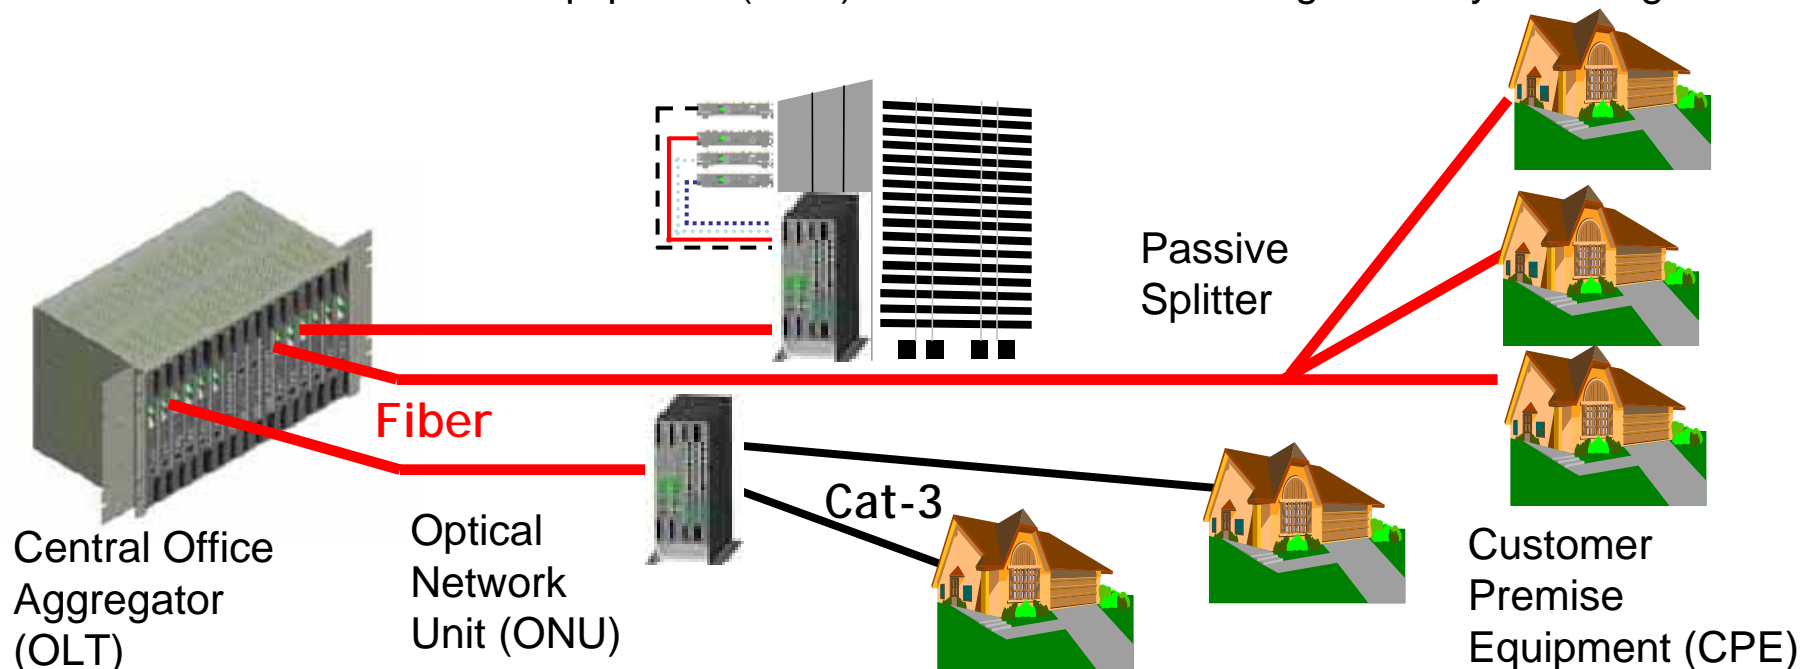 Passive
Splitter
Fiber
Cat-3
Central Office
Aggregator
(OLT)
Optical
Network
Unit (ONU)
Customer
Premise
Equipment (CPE)